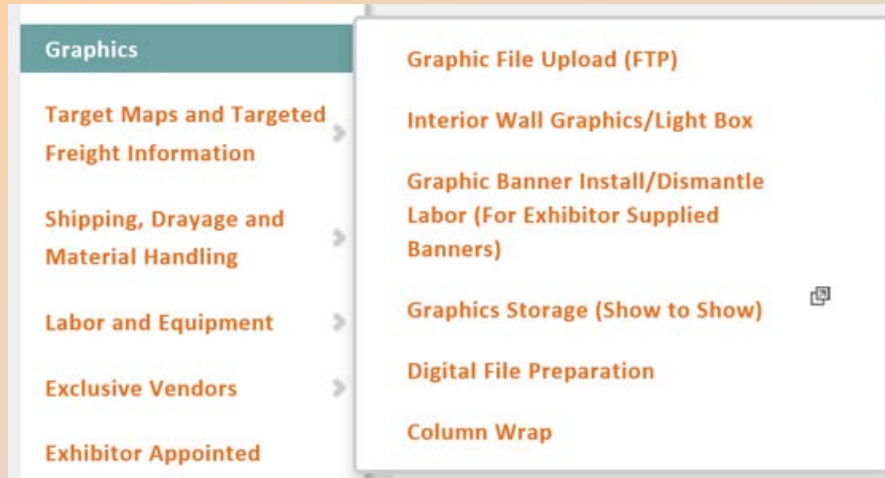 Graphics
Target Maps and Targeted
Freight Information
Shipping, Drayage and
Material Handling
Labor and Equipment
Exclusive Vendors
Exhibitor Appointed
Graphic File Upload (FTP)
Interior Wall Graphics/Light Box
Graphic Banner Install/Dismantle
Labor (For Exhibitor Supplied
Banners)
Graphics Storage (Show to Show)
Digital File Preparation
Column Wrap